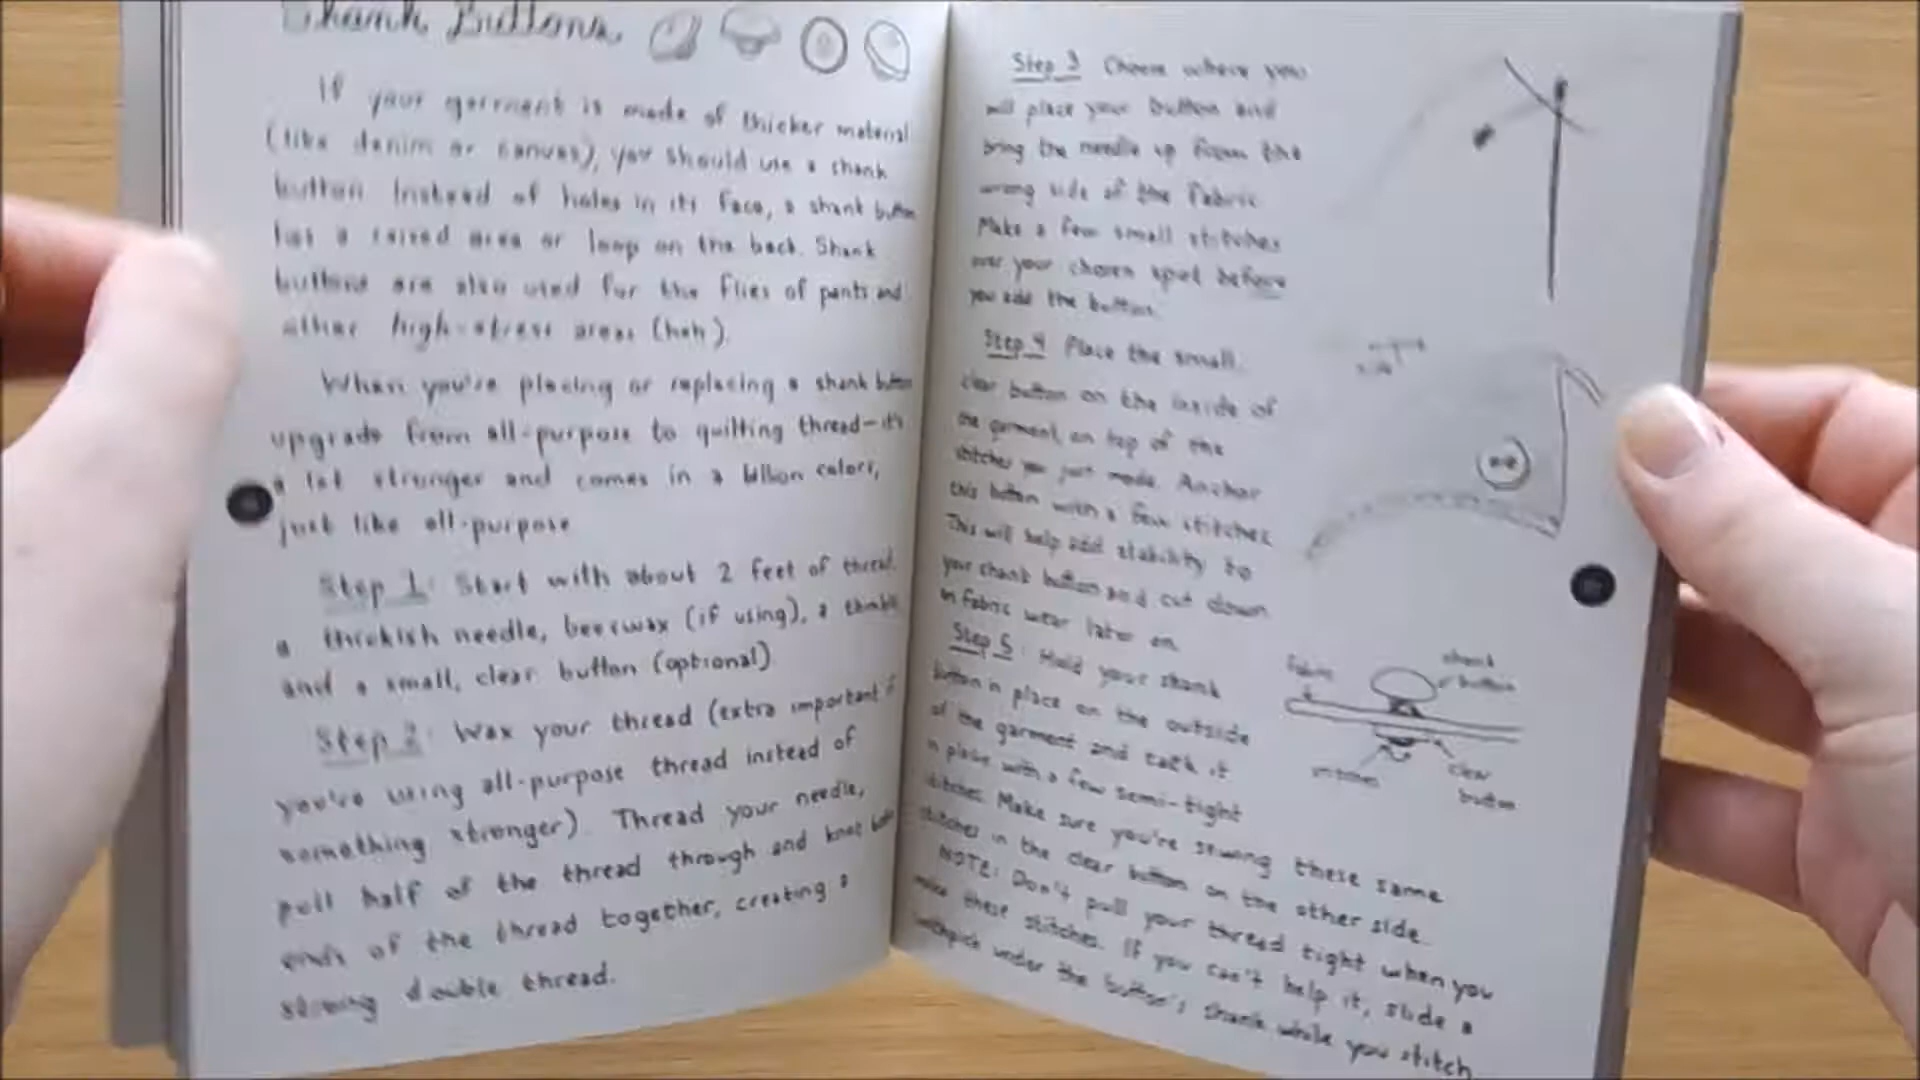 Shank Buttons
If your garment is made of thicker material
(like denim or canvas), you should use a shank
button Instead of holes in its face, a shank button
has a raised area or loop on the back. Shank
buttons are also used for the flies of pants and
other high-stress areas (heh).
When you're placing or replacing a shank button
upgrade from all-purpose to quilting thread—it's
a lot stronger and comes in a billion colors,
just like all-purpose
Step 1: Start with about 2 feet of thread,
a thickish needle, beeswax (if using), a thimble
and a small, clear button (optional)
Step 2: Wax your thread (extra important if
you're using all-purpose thread instead of
something stronger). Thread your needle,
pull half of the thread through and knot both
ends of the thread together, creating a
strong double thread.
Step 3 Choose where you
will place your button and
bring the needle up from the
wrong side of the fabric
Make a few small stitches
over your chosen spot before
you add the button.
Step 4 Place the small,
clear button on the inside of
the garment, on top of the
stitches you just made. Anchor
this button with a few stitches
This will help add stability to
your shank button and cut down
on fabric wear later on.
Step 5: Hold your shank
button in place on the outside
of the garment and tack it
in place with a few semi-tight
stitches. Make sure you're sewing these same
stitches in the clear button on the other side.
NOTE: Don't pull your thread tight when you
make these stitches. If you can't help it, slide a
toothpick under the button's shank while you stitch
fabric
shank
button
stitches
clear
button